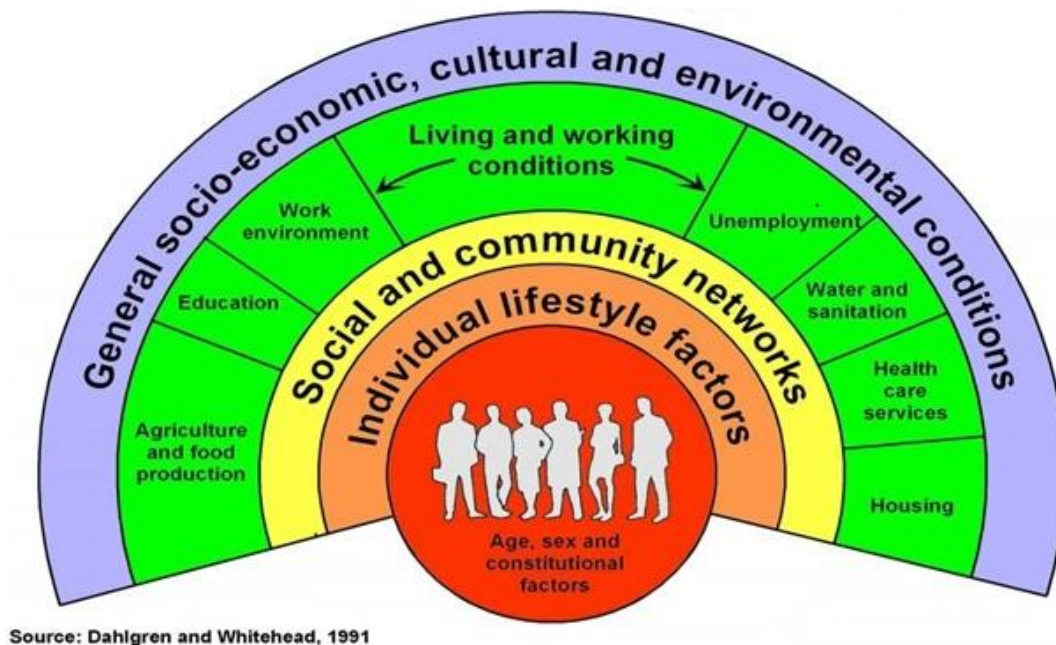 General socio-economic, cultural and environmental conditions
Living and working
conditions
Work
environment
Unemployment
Education
Water and
sanitation
Agriculture
and food
production
Health
care
services
Housing
Social and community networks
Individual lifestyle factors
Age, sex and
constitutional
factors
Source: Dahlgren and Whitehead, 1991